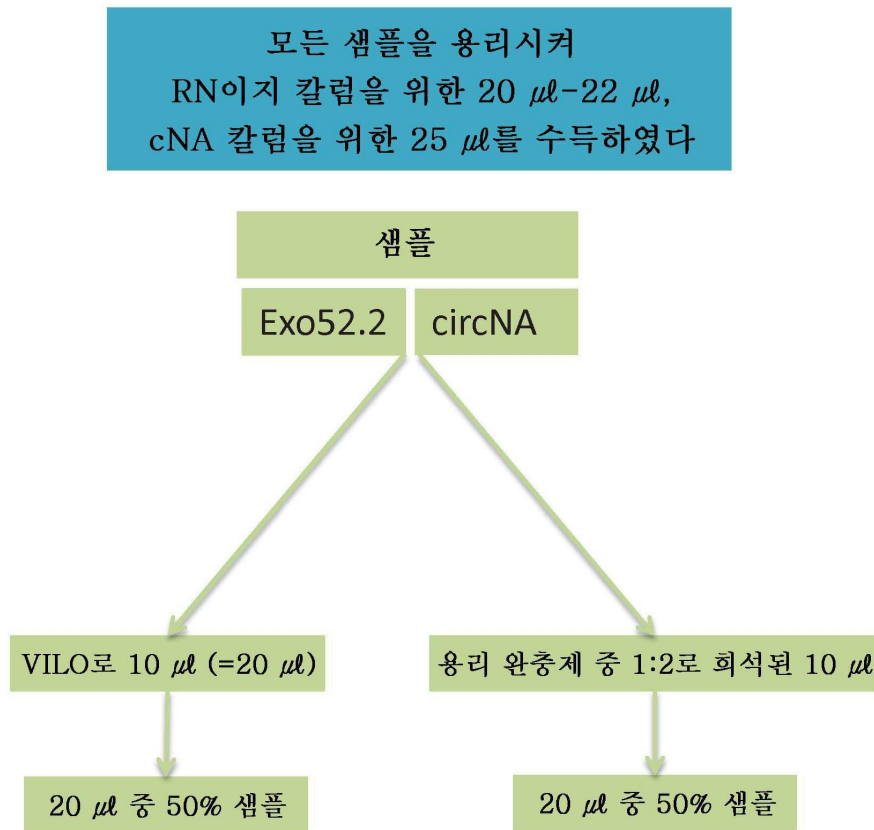 모든 샘플을 용리시켜
RN이지 칼럼을 위한 20 ㎕-22 ㎕,
cNA 칼럼을 위한 25 ㎕를 수득하였다
샘플
Exo52.2
circNA
VILO로 10 ㎕ (=20 ㎕)
용리 완충제 중 1:2로 희석된 10 ㎕
20 ㎕ 중 50% 샘플
20 ㎕ 중 50% 샘플